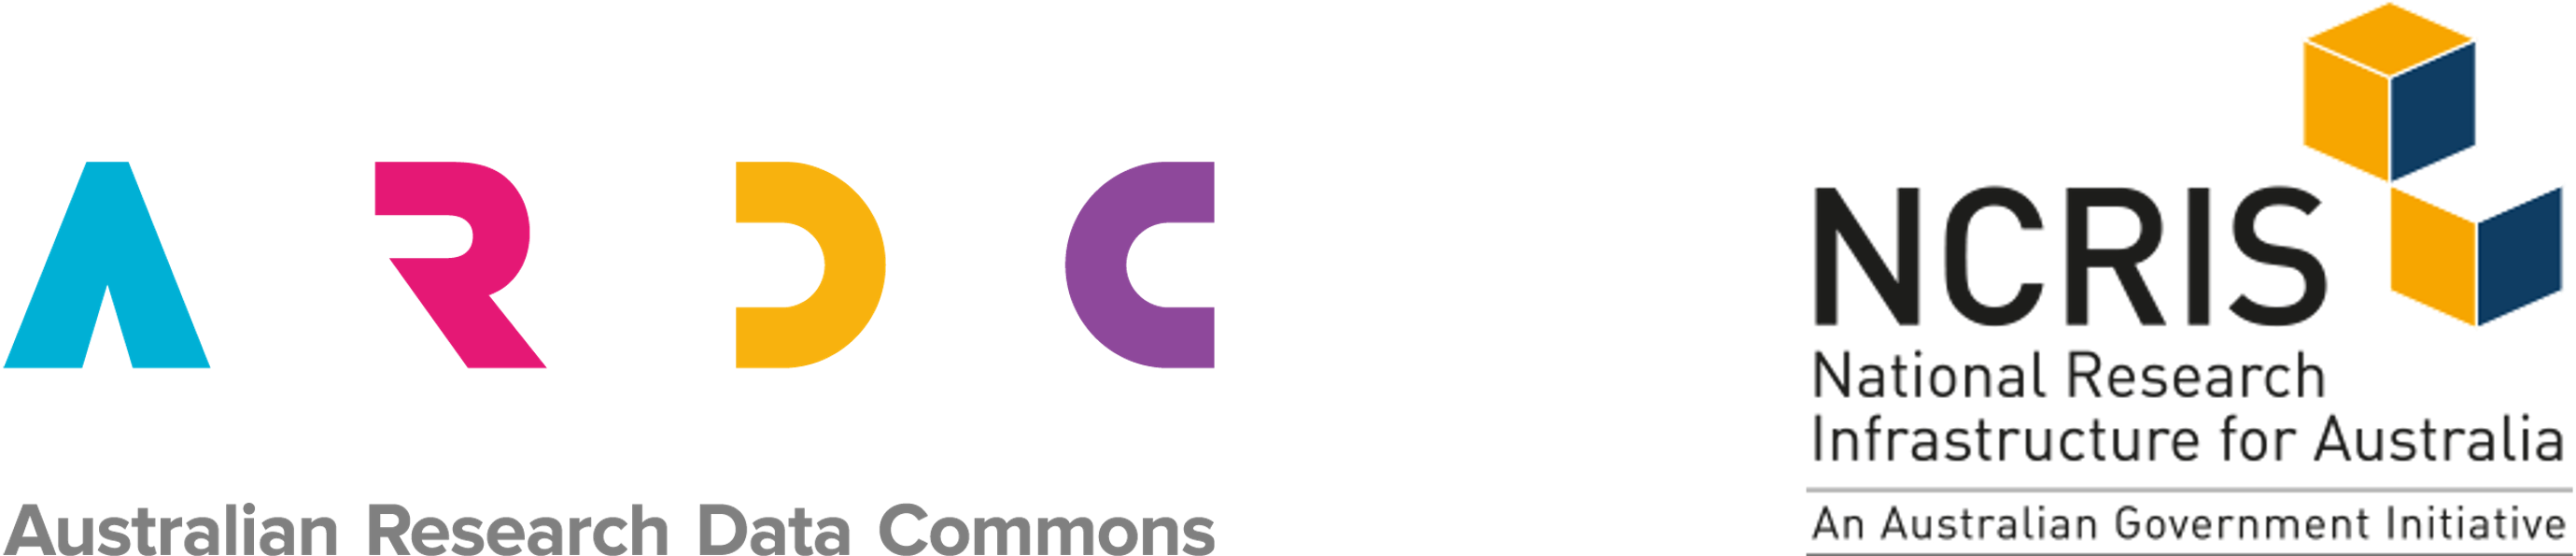 ARDC
Australian Research Data Commons
NCRIS
National Research
Infrastructure for Australia
An Australian Government Initiative